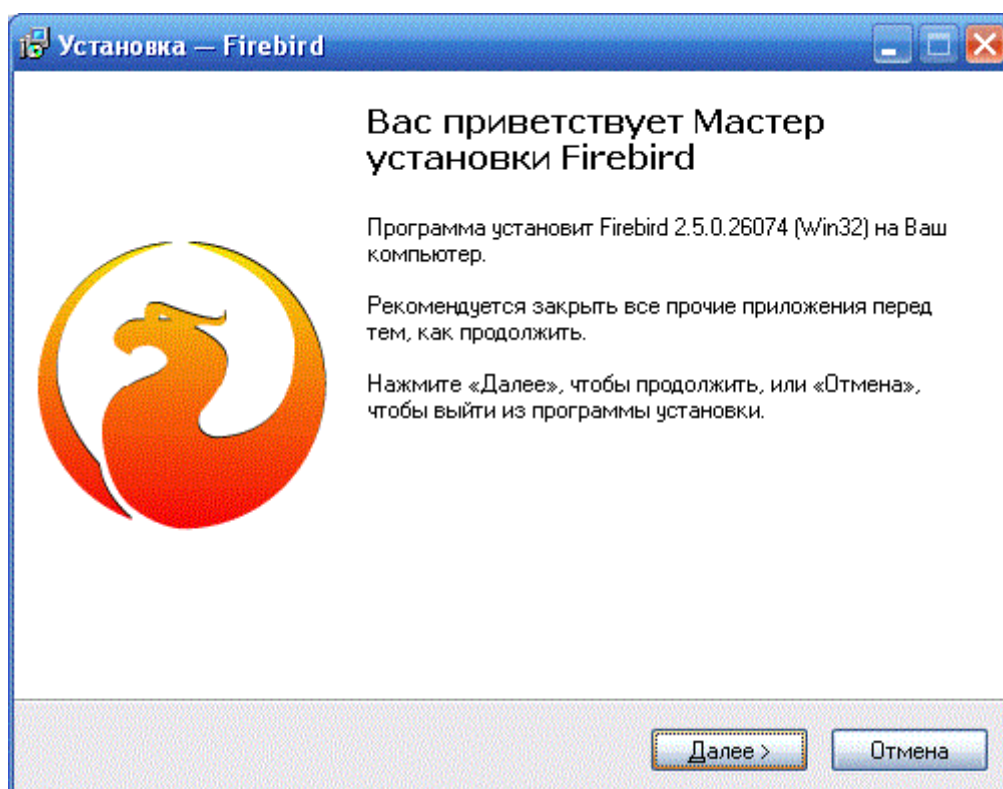 Установка — Firebird
Вас приветствует Мастер
установки Firebird
Программа установит Firebird 2.5.0.26074 (Win32) на Ваш
компьютер.
Рекомендуется закрыть все прочие приложения перед
тем, как продолжить.
Нажмите «Далее», чтобы продолжить, или «Отмена»,
чтобы выйти из программы установки.
Далее >
Отмена